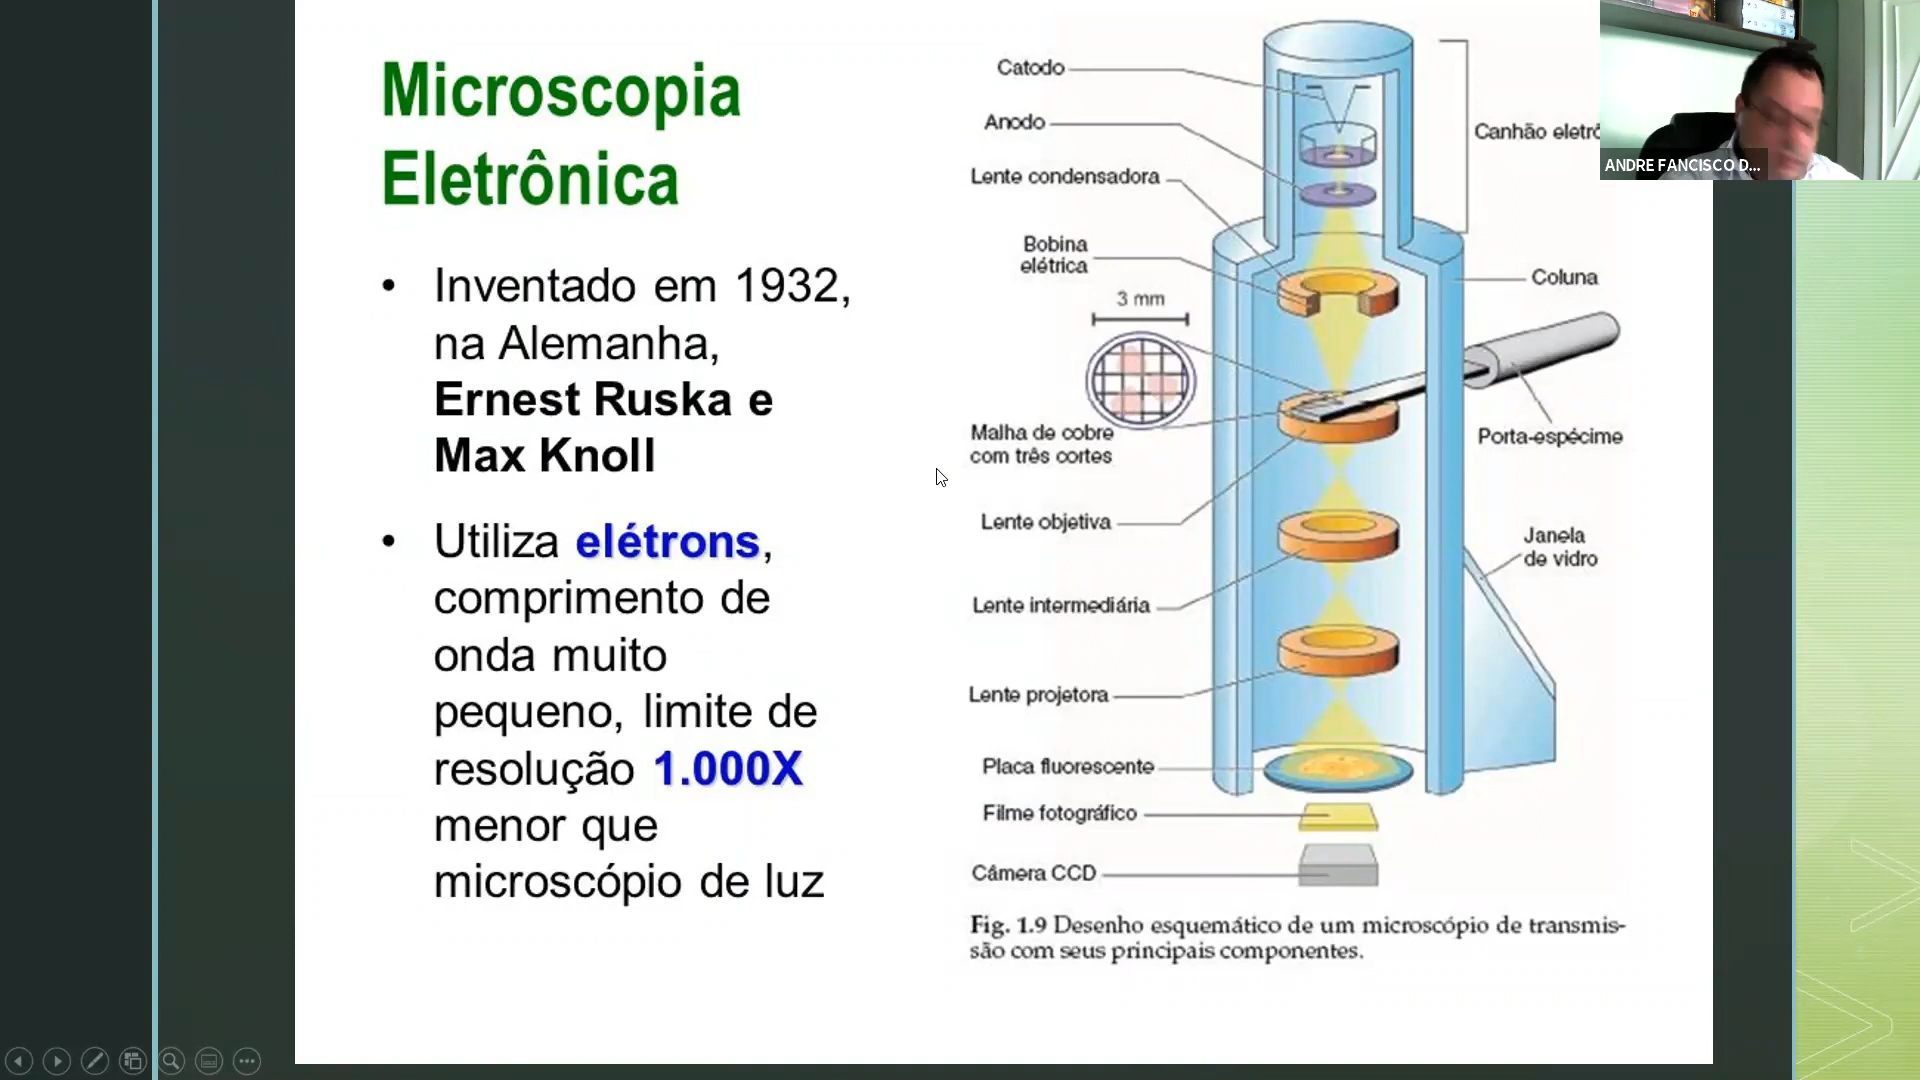 Microscopia
Eletrônica
• Inventado em 1932,
na Alemanha,
Ernest Ruska e
Max Knoll
• Utiliza elétrons,
comprimento de
onda muito
pequeno, limite de
resolução 1.000X
menor que
microscópio de luz
Catodo
Anodo
Lente condensadora
Bobina
elétrica
3 mm
Malha de cobre
com três cortes
Lente objetiva
Lente intermediária
Lente projetora
Placa fluorescente
Filme fotográfico
Câmera CCD
Canhão eletrô
Coluna
Porta-espécime
Janela
de vidro
Fig. 1.9 Desenho esquemático de um microscópio de transmis-
são com seus principais componentes.
ANDRE FANCISCO D...